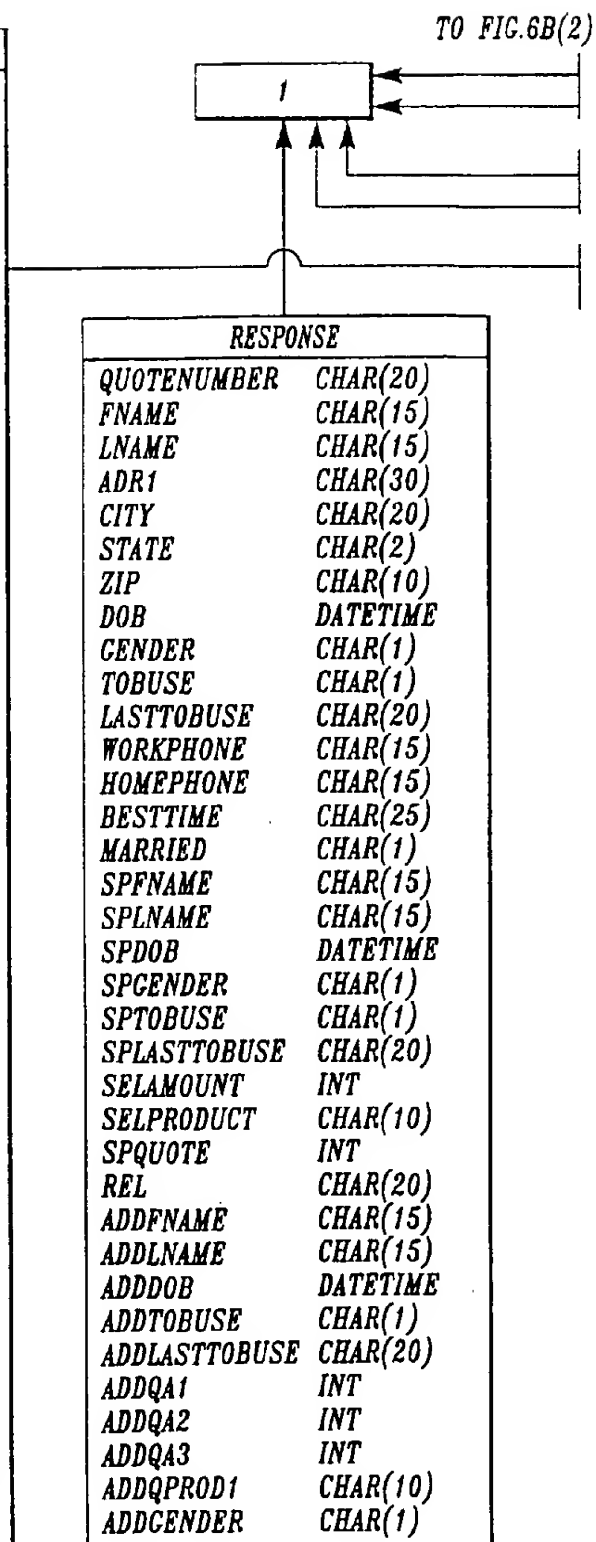 TO FIG.6B(2)
1
RESPONSE
QUOTENUMBER CHAR(20)
FNAME CHAR(15)
LNAME CHAR(15)
ADR1 CHAR(30)
CITY CHAR(20)
STATE CHAR(2)
ZIP CHAR(10)
DOB DATETIME
GENDER CHAR(1)
TOBUSE CHAR(1)
LASTTOBUSE CHAR(20)
WORKPHONE CHAR(15)
HOMEPHONE CHAR(15)
BESTTIME CHAR(25)
MARRIED CHAR(1)
SPFNAME CHAR(15)
SPLNAME CHAR(15)
SPDOB DATETIME
SPGENDER CHAR(1)
SPTOBUSE CHAR(1)
SPLASTTOBUSE CHAR(20)
SELAMOUNT INT
SELPRODUCT CHAR(10)
SPQUOTE INT
REL CHAR(20)
ADDFNAME CHAR(15)
ADDLNAME CHAR(15)
ADDDOB DATETIME
ADDTOBUSE CHAR(1)
ADDLASTTOBUSE CHAR(20)
ADDQA1 INT
ADDQA2 INT
ADDQA3 INT
ADDQPROD1 CHAR(10)
ADDGENDER CHAR(1)